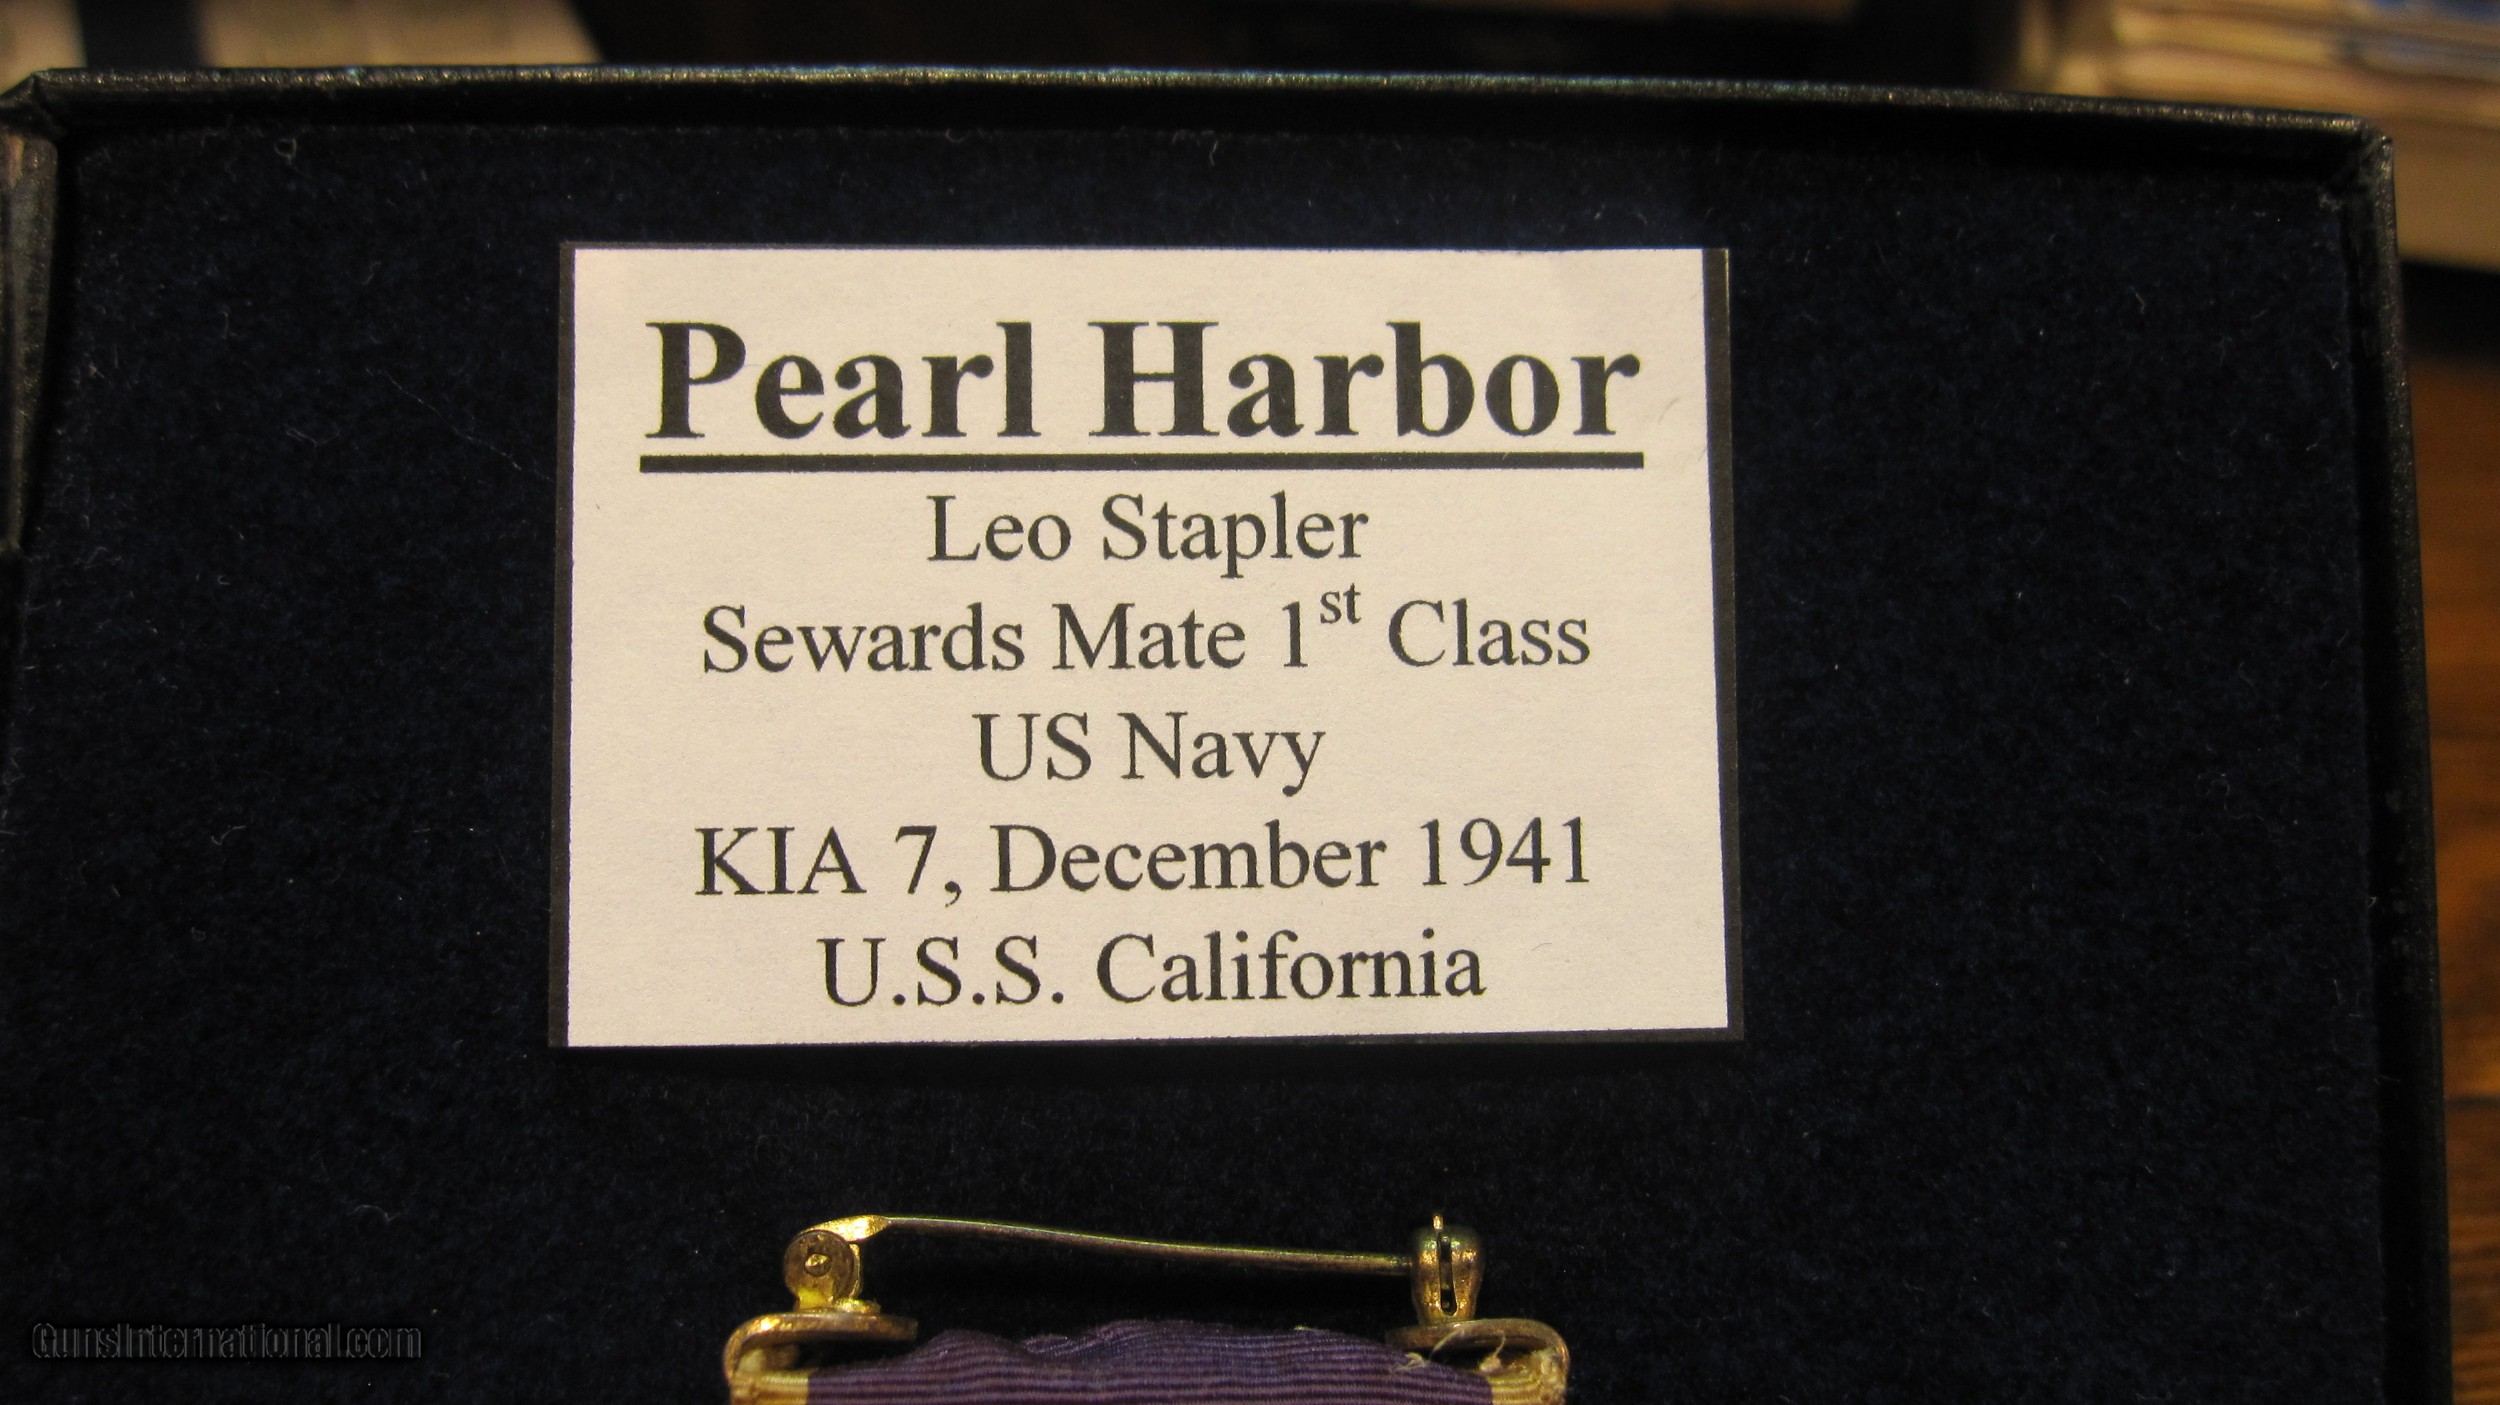 Pearl Harbor
Leo Stapler
Sewards Mate 1st Class
US Navy
KIA 7, December 1941
U.S.S. California
GunsInternational.com